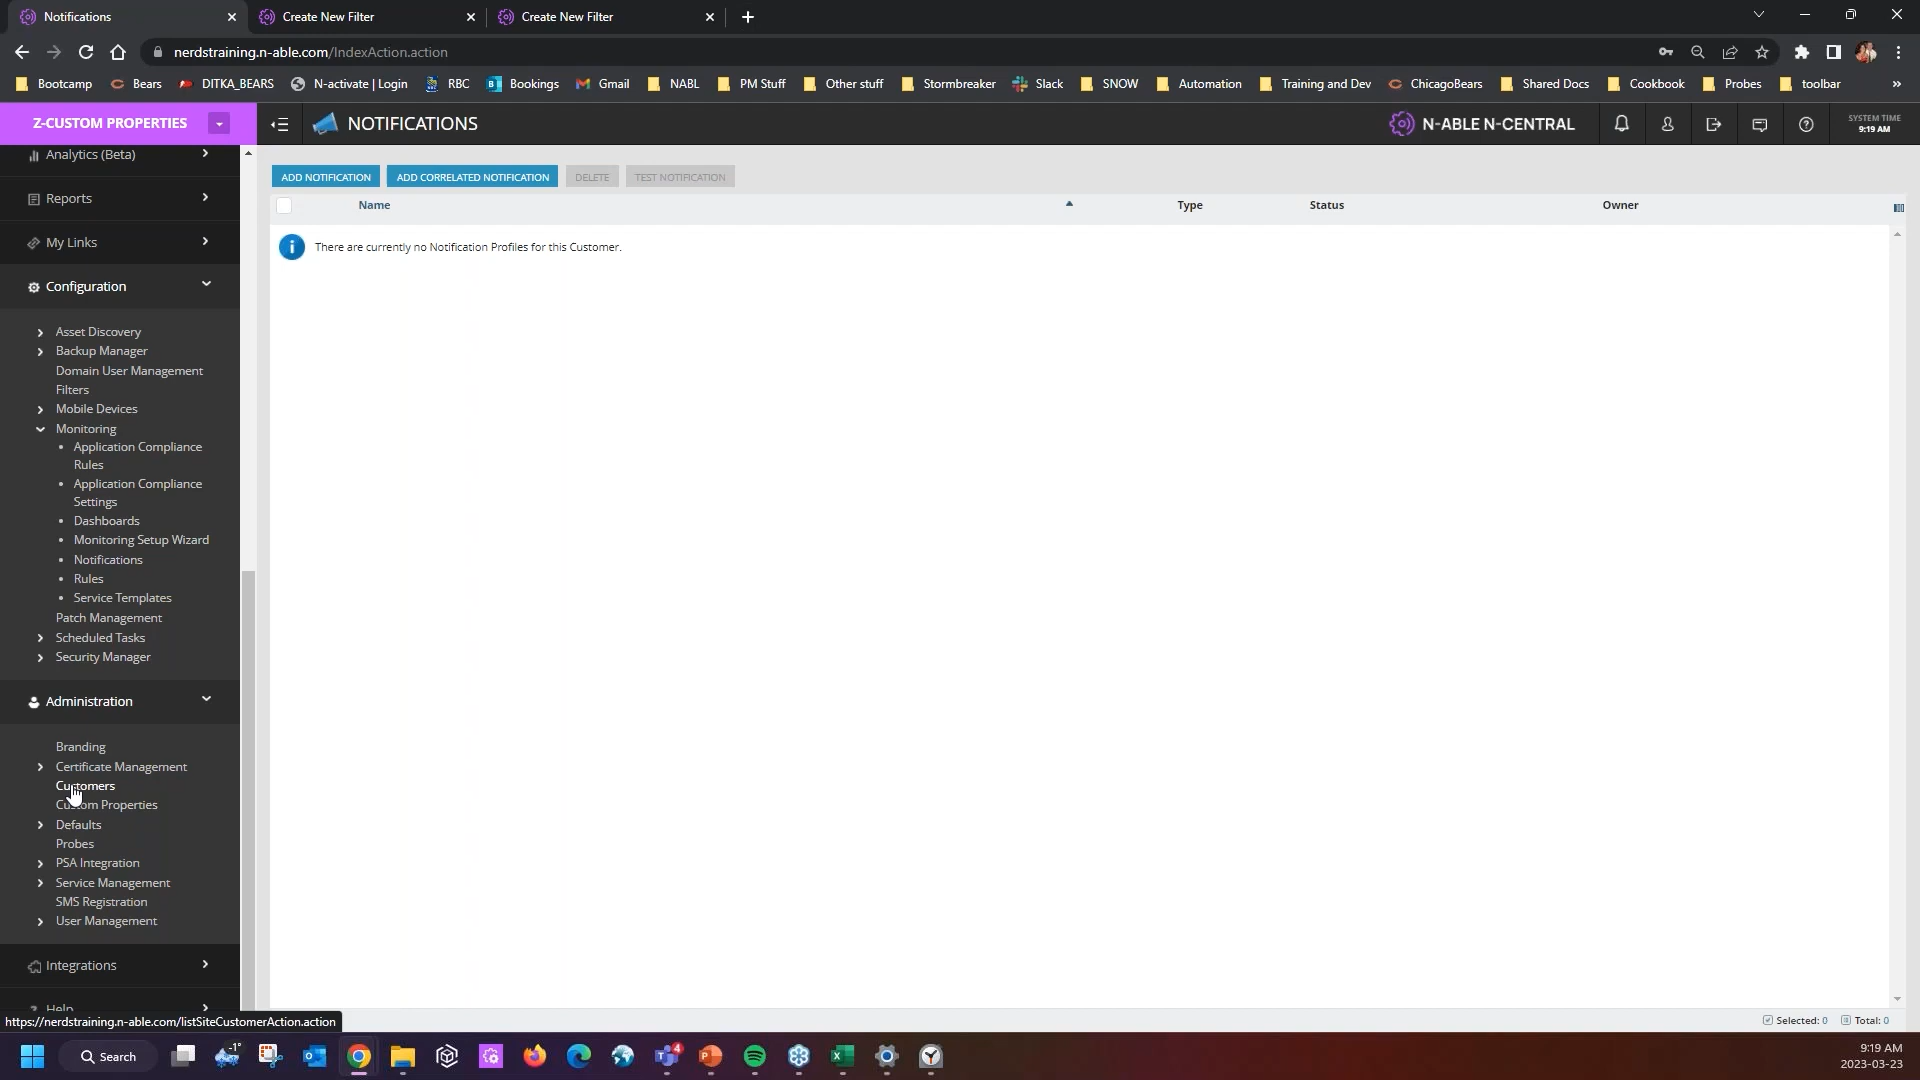 Notifications
Create New Filter
Create New Filter
nerdstraining.n-able.com/IndexAction.action
Bootcamp
Bears
DITKA_BEARS
N-activate | Login
RBC
Bookings
Gmail
NABL
PM Stuff
Other stuff
Stormbreaker
Slack
SNOW
Automation
Training and Dev
ChicagoBears
Shared Docs
Cookbook
Probes
toolbar
»
Z-CUSTOM PROPERTIES
NOTIFICATIONS
N-ABLE N-CENTRAL
SYSTEM TIME
9:19 AM
Analytics (Beta)
Reports
My Links
Configuration
Asset Discovery
Backup Manager
Domain User Management
Filters
Mobile Devices
Monitoring
• Application Compliance
Rules
• Application Compliance
Settings
• Dashboards
• Monitoring Setup Wizard
• Notifications
• Rules
• Service Templates
Patch Management
Scheduled Tasks
Security Manager
Administration
Branding
Certificate Management
Customers
Custom Properties
Defaults
Probes
PSA Integration
Service Management
SMS Registration
User Management
Integrations
Help
ADD NOTIFICATION
ADD CORRELATED NOTIFICATION
DELETE
TEST NOTIFICATION
Name
Type
Status
Owner
There are currently no Notification Profiles for this Customer.
Selected: 0
Total: 0
https://nerdstraining.n-able.com/listSiteCustomerAction.action
Search
-1°
4
9:19 AM
2023-03-23